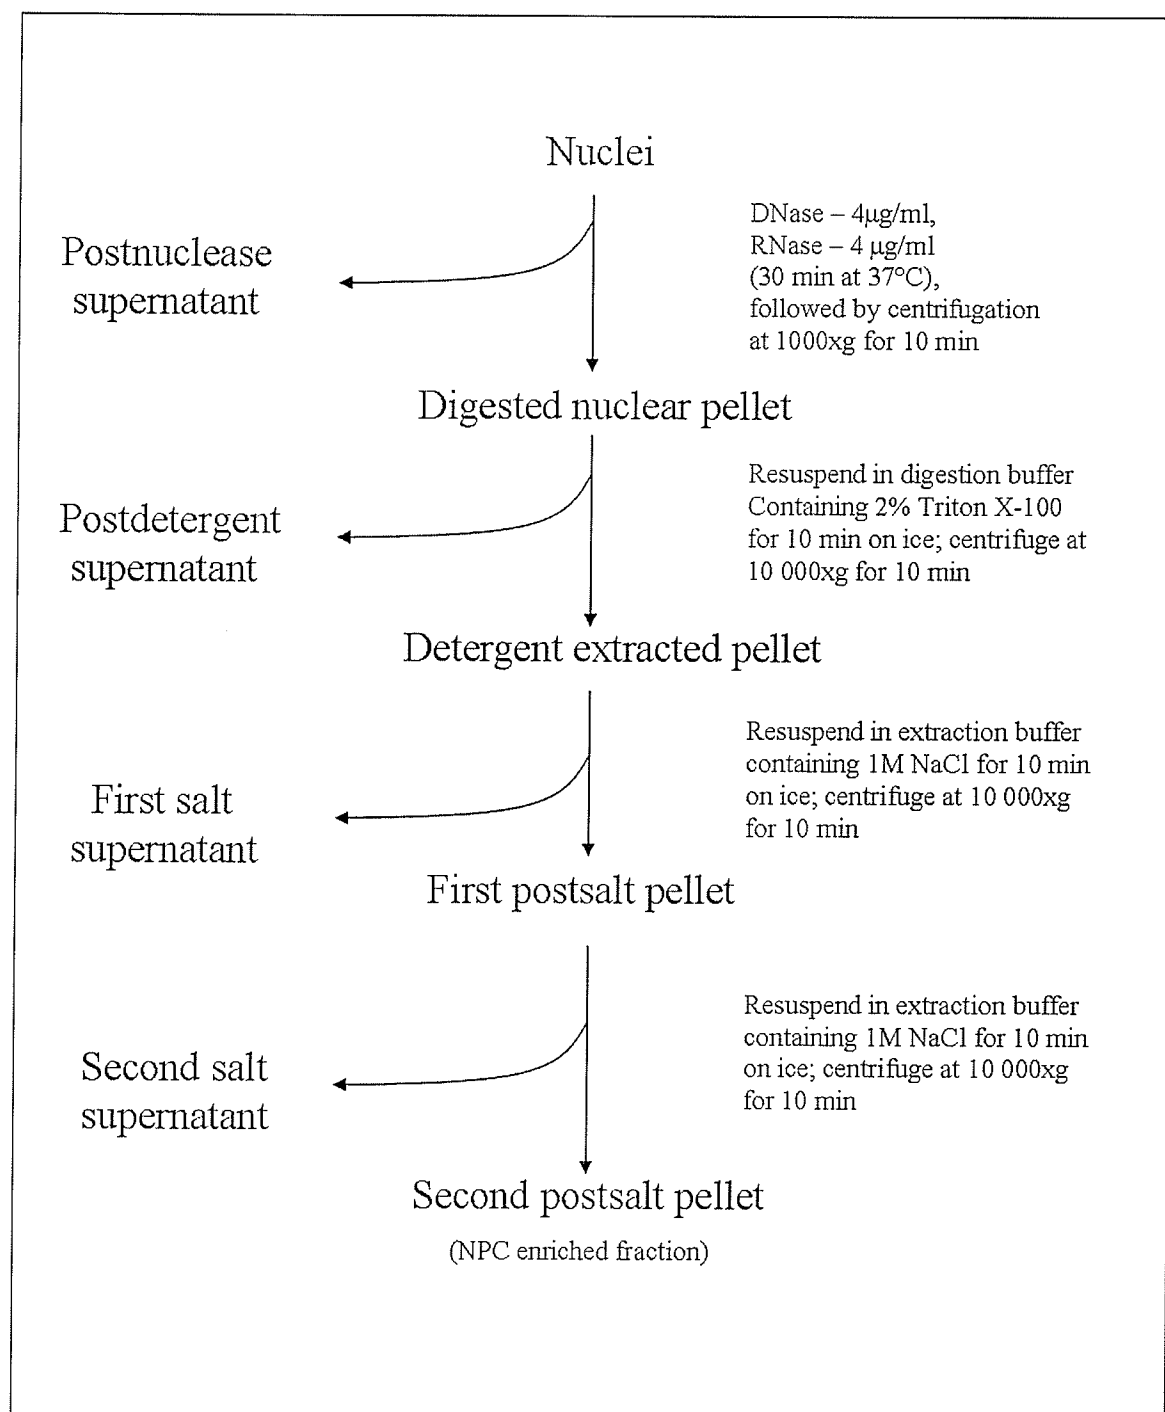 Nuclei
DNase – 4µg/ml,
RNase – 4 µg/ml
(30 min at 37°C),
followed by centrifugation
at 1000xg for 10 min
Postnuclease
supernatant
Digested nuclear pellet
Resuspend in digestion buffer
Containing 2% Triton X-100
for 10 min on ice; centrifuge at
10 000xg for 10 min
Postdetergent
supernatant
Detergent extracted pellet
Resuspend in extraction buffer
containing 1M NaCl for 10 min
on ice; centrifuge at 10 000xg
for 10 min
First salt
supernatant
First postsalt pellet
Resuspend in extraction buffer
containing 1M NaCl for 10 min
on ice; centrifuge at 10 000xg
for 10 min
Second salt
supernatant
Second postsalt pellet
(NPC enriched fraction)